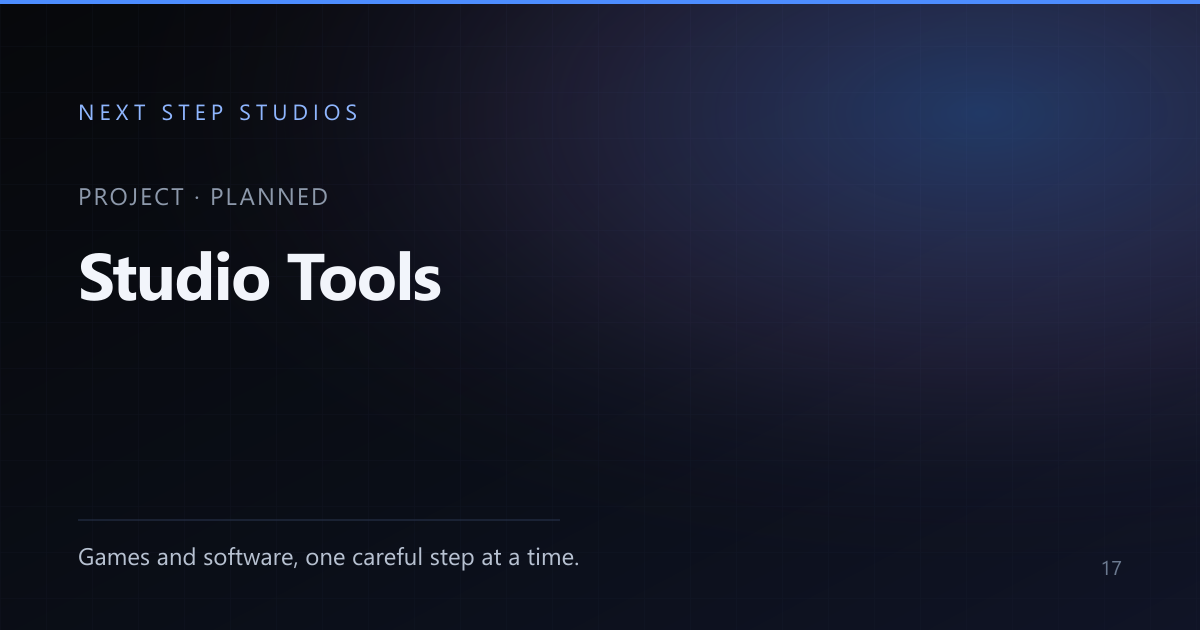 NEXT STEP STUDIOS
PROJECT · PLANNED
Studio Tools
Games and software, one careful step at a time.
17